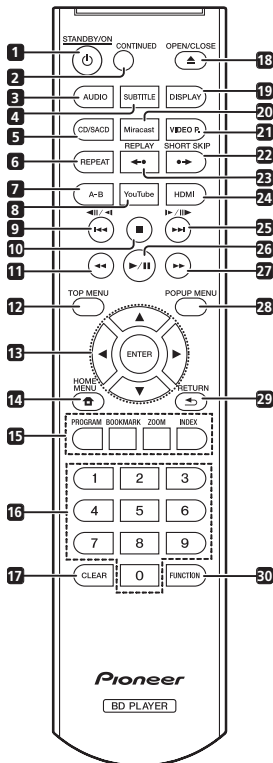 STANDBY/ON
CONTINUED
OPEN/CLOSE
1
2
18
3
AUDIO
SUBTITLE
DISPLAY
19
4
20
5
CD/SACD
Miracast
VIDEO P.
21
6
REPEAT
REPLAY
SHORT SKIP
22
23
7
A-B
YouTube
HDMI
24
8
9
25
10
26
11
27
12
TOP MENU
POPUP MENU
28
13
ENTER
14
HOME
MENU
RETURN
29
15
PROGRAM BOOKMARK ZOOM INDEX
16
1 2 3
4 5 6
7 8 9
17
CLEAR
0
FUNCTION
30
Pioneer
BD PLAYER